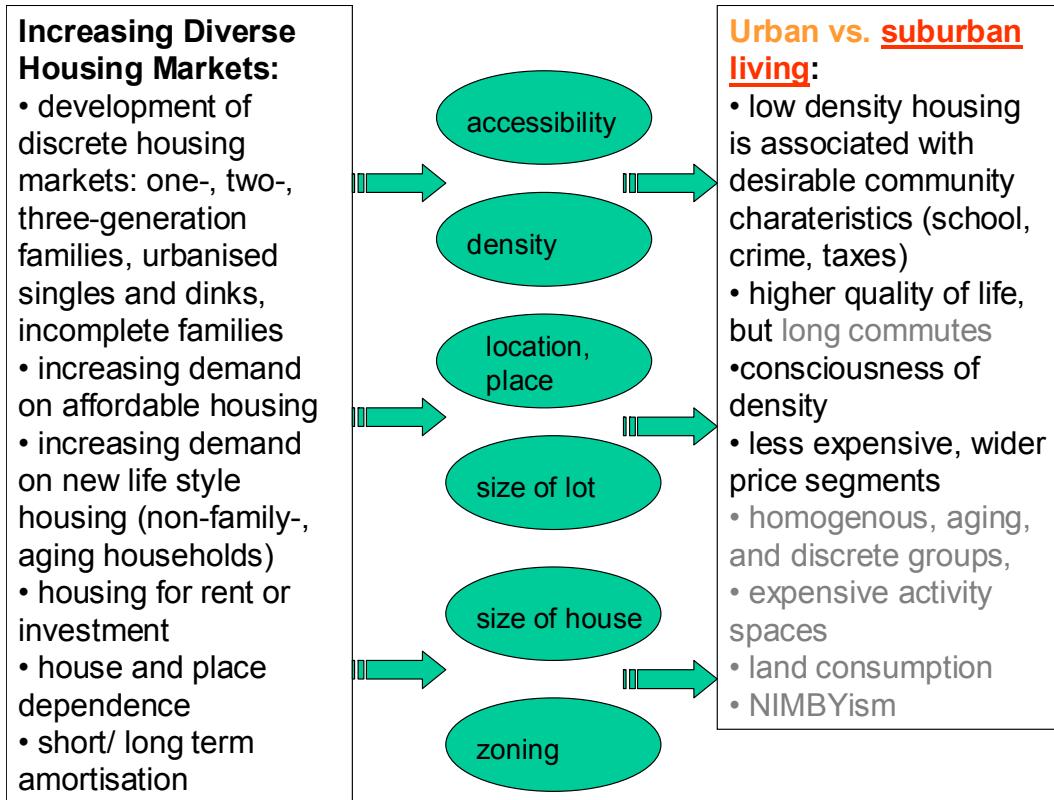 Increasing Diverse
Housing Markets:
• development of
discrete housing
markets: one-, two-,
three-generation
families, urbanised
singles and dinks,
incomplete families
• increasing demand
on affordable housing
• increasing demand
on new life style
housing (non-family-,
aging households)
• housing for rent or
investment
• house and place
dependence
• short/ long term
amortisation
accessibility
density
location,
place
size of lot
size of house
zoning
Urban vs. suburban
living:
• low density housing
is associated with
desirable community
charateristics (school,
crime, taxes)
• higher quality of life,
but long commutes
•consciousness of
density
• less expensive, wider
price segments
• homogenous, aging,
and discrete groups,
• expensive activity
spaces
• land consumption
• NIMBYism